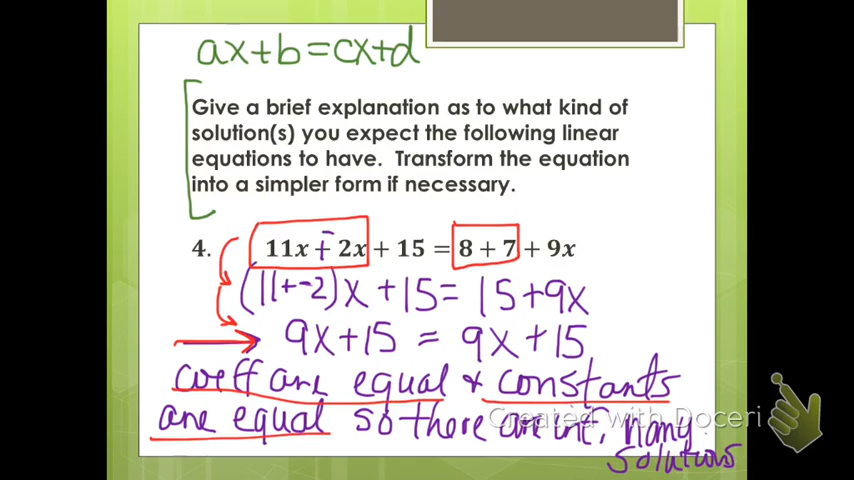 ax+b=cx+d
Give a brief explanation as to what kind of
solution(s) you expect the following linear
equations to have. Transform the equation
into a simpler form if necessary.
4. 11x + -2x + 15 = 8 + 7 + 9x
(11+-2)x+15=15+9x
9x+15 = 9x+15
coeff are equal & constants
are equal so there are inf. many
solutions
Created with Doceri